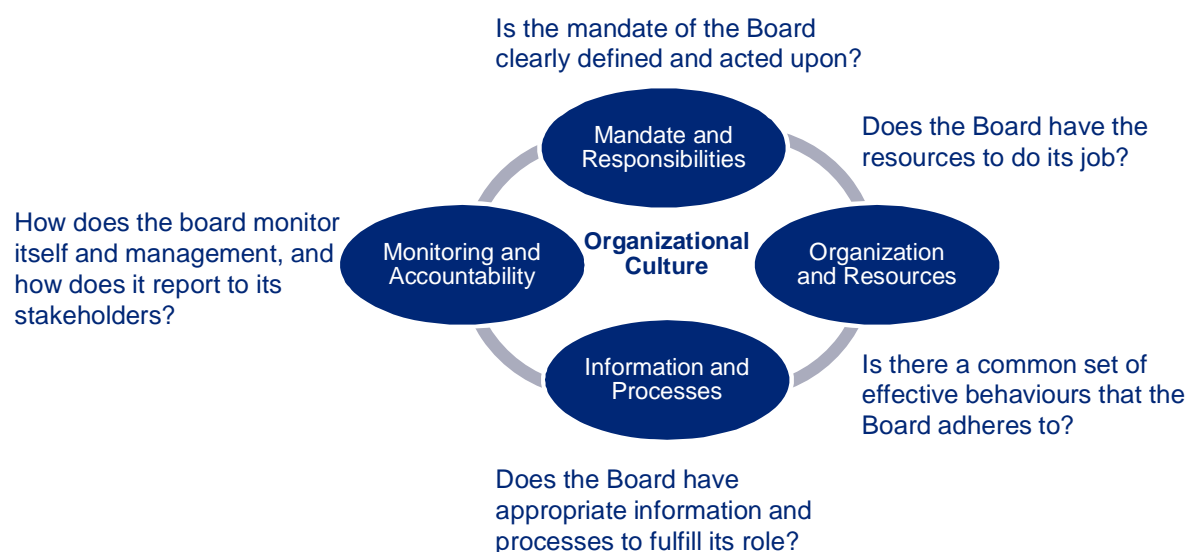 Is the mandate of the Board
clearly defined and acted upon?
Mandate and
Responsibilities
Does the Board have the
resources to do its job?
How does the board monitor
itself and management, and
how does it report to its
stakeholders?
Monitoring and
Accountability
Organizational
Culture
Organization
and Resources
Information and
Processes
Is there a common set of
effective behaviours that the
Board adheres to?
Does the Board have
appropriate information and
processes to fulfill its role?